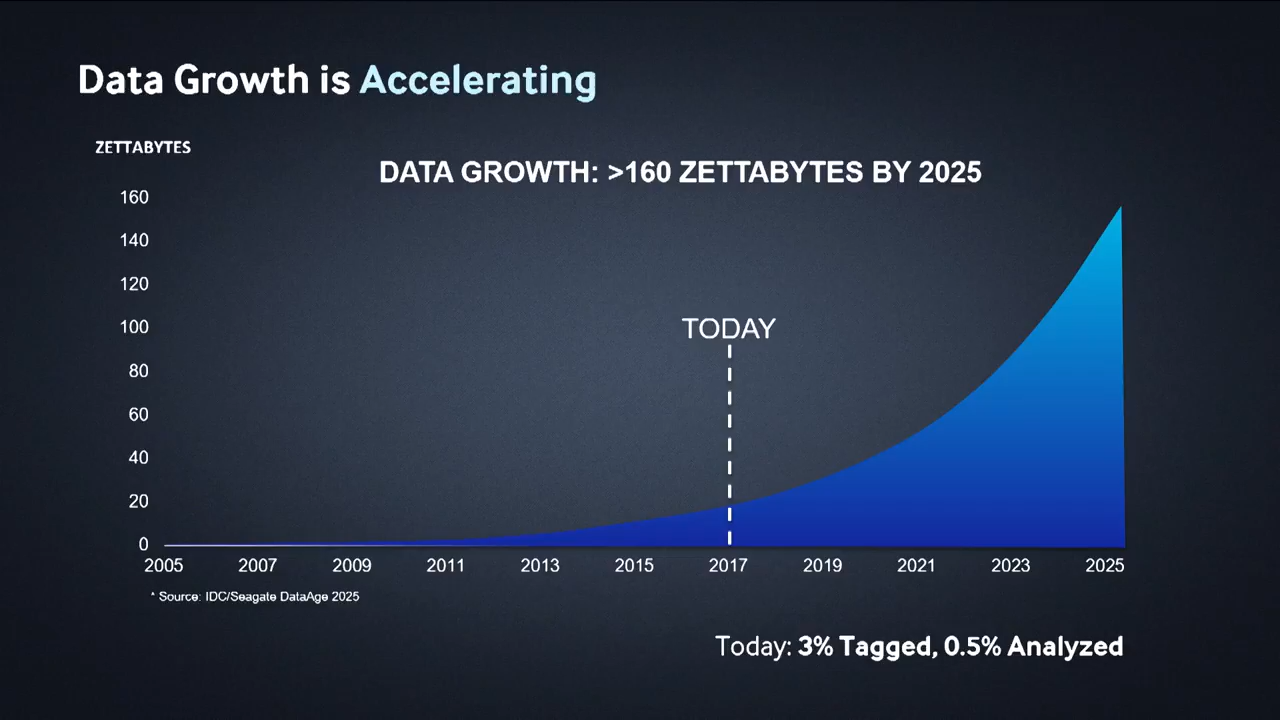 Data Growth is Accelerating
ZETTABYTES
DATA GROWTH: >160 ZETTABYTES BY 2025
160
140
120
100
TODAY
80
60
40
20
0
2005 2007 2009 2011 2013 2015 2017 2019 2021 2023 2025
* Source: IDC/Seagate DataAge 2025
Today: 3% Tagged, 0.5% Analyzed